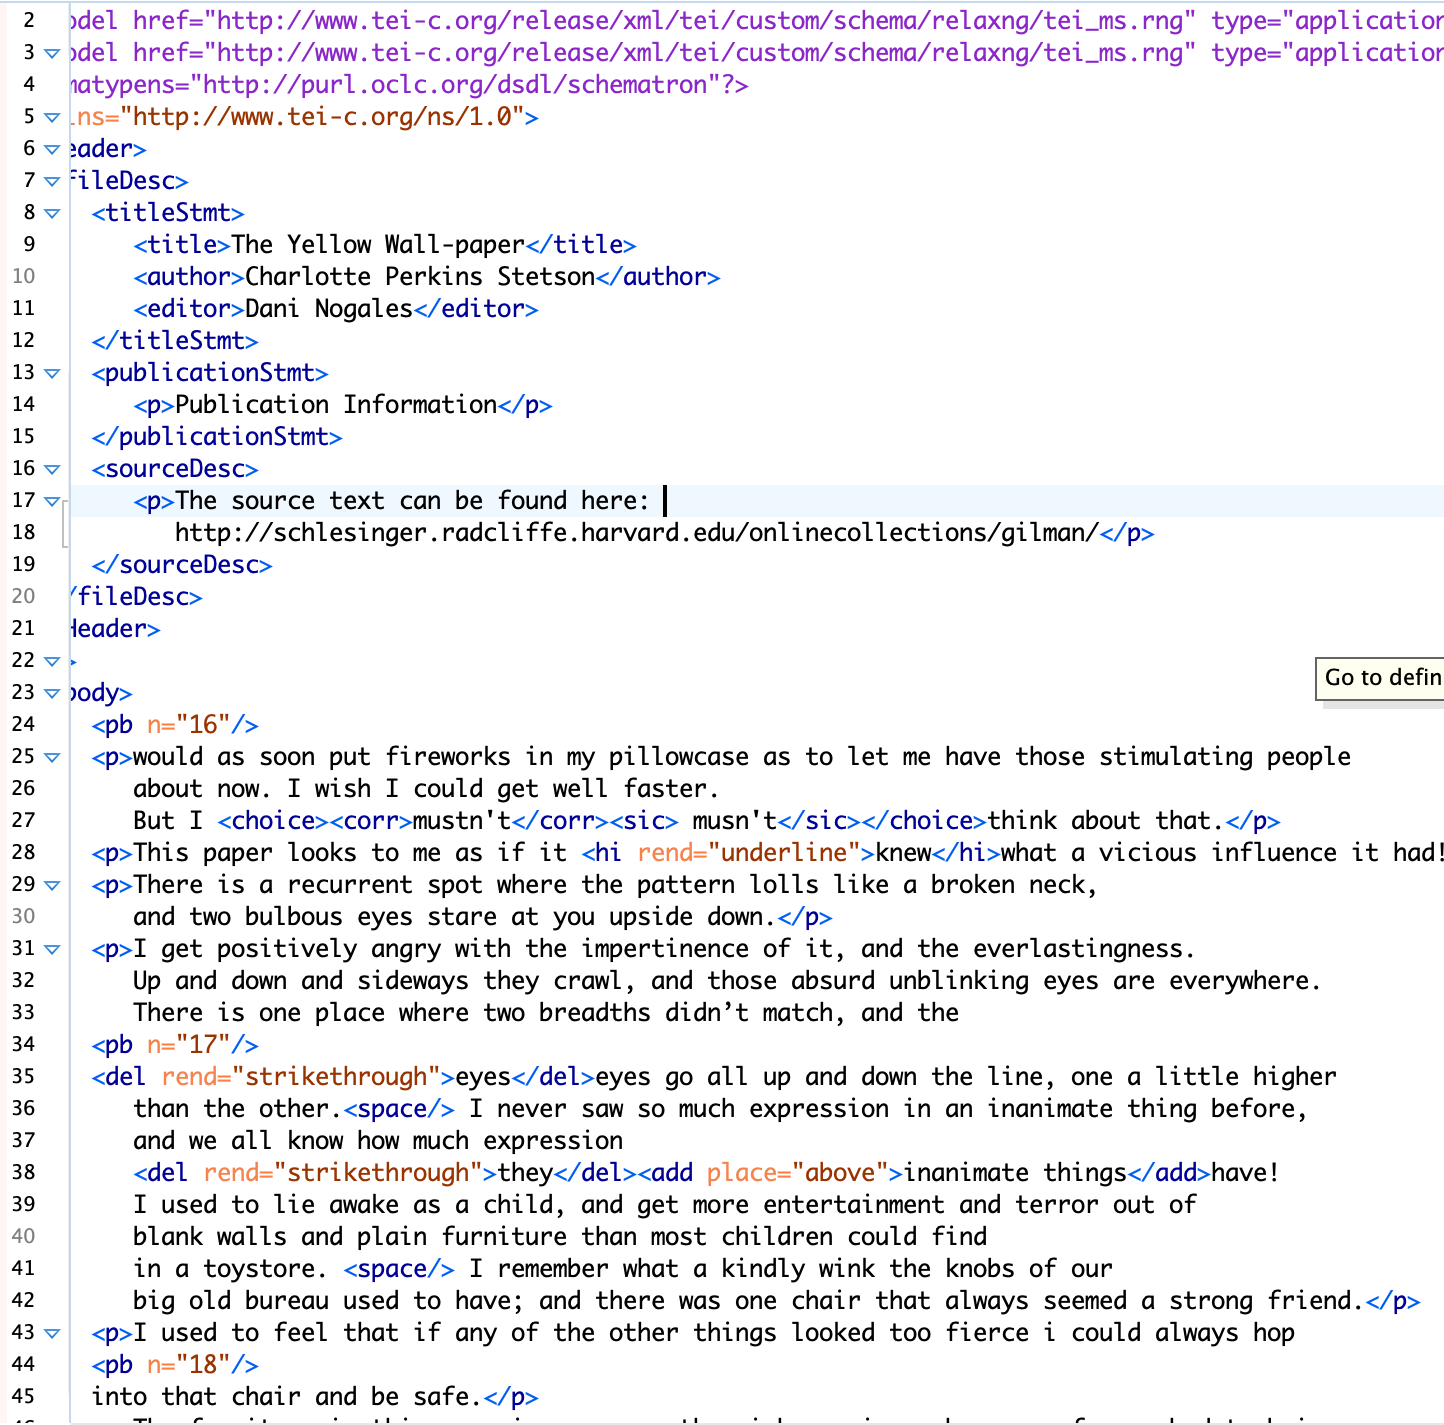 2 odel href="http://www.tei-c.org/release/xml/tei/custom/schema/relaxng/tei_ms.rng" type="application
3 odel href="http://www.tei-c.org/release/xml/tei/custom/schema/relaxng/tei_ms.rng" type="application
4 matypens="http://purl.oclc.org/dsdl/schematron"?>
5 lns="http://www.tei-c.org/ns/1.0">
6 eader>
7 fileDesc>
8 <titleStmt>
9 <title>The Yellow Wall-paper</title>
10 <author>Charlotte Perkins Stetson</author>
11 <editor>Dani Nogales</editor>
12 </titleStmt>
13 <publicationStmt>
14 <p>Publication Information</p>
15 </publicationStmt>
16 <sourceDesc>
17 <p>The source text can be found here:
18 http://schlesinger.radcliffe.harvard.edu/onlinecollections/gilman/</p>
19 </sourceDesc>
20 /fileDesc>
21 Header>
22 >
Go to defin
23 body>
24 <pb n="16"/>
25 <p>would as soon put fireworks in my pillowcase as to let me have those stimulating people
26 about now. I wish I could get well faster.
27 But I <choice><corr>mustn't</corr><sic> musn't</sic></choice>think about that.</p>
28 <p>This paper looks to me as if it <hi rend="underline">knew</hi>what a vicious influence it had!
29 <p>There is a recurrent spot where the pattern lolls like a broken neck,
30 and two bulbous eyes stare at you upside down.</p>
31 <p>I get positively angry with the impertinence of it, and the everlastingness.
32 Up and down and sideways they crawl, and those absurd unblinking eyes are everywhere.
33 There is one place where two breadths didn’t match, and the
34 <pb n="17"/>
35 <del rend="strikethrough">eyes</del>eyes go all up and down the line, one a little higher
36 than the other.<space/> I never saw so much expression in an inanimate thing before,
37 and we all know how much expression
38 <del rend="strikethrough">they</del><add place="above">inanimate things</add>have!
39 I used to lie awake as a child, and get more entertainment and terror out of
40 blank walls and plain furniture than most children could find
41 in a toystore. <space/> I remember what a kindly wink the knobs of our
42 big old bureau used to have; and there was one chair that always seemed a strong friend.</p>
43 <p>I used to feel that if any of the other things looked too fierce i could always hop
44 <pb n="18"/>
45 into that chair and be safe.</p>